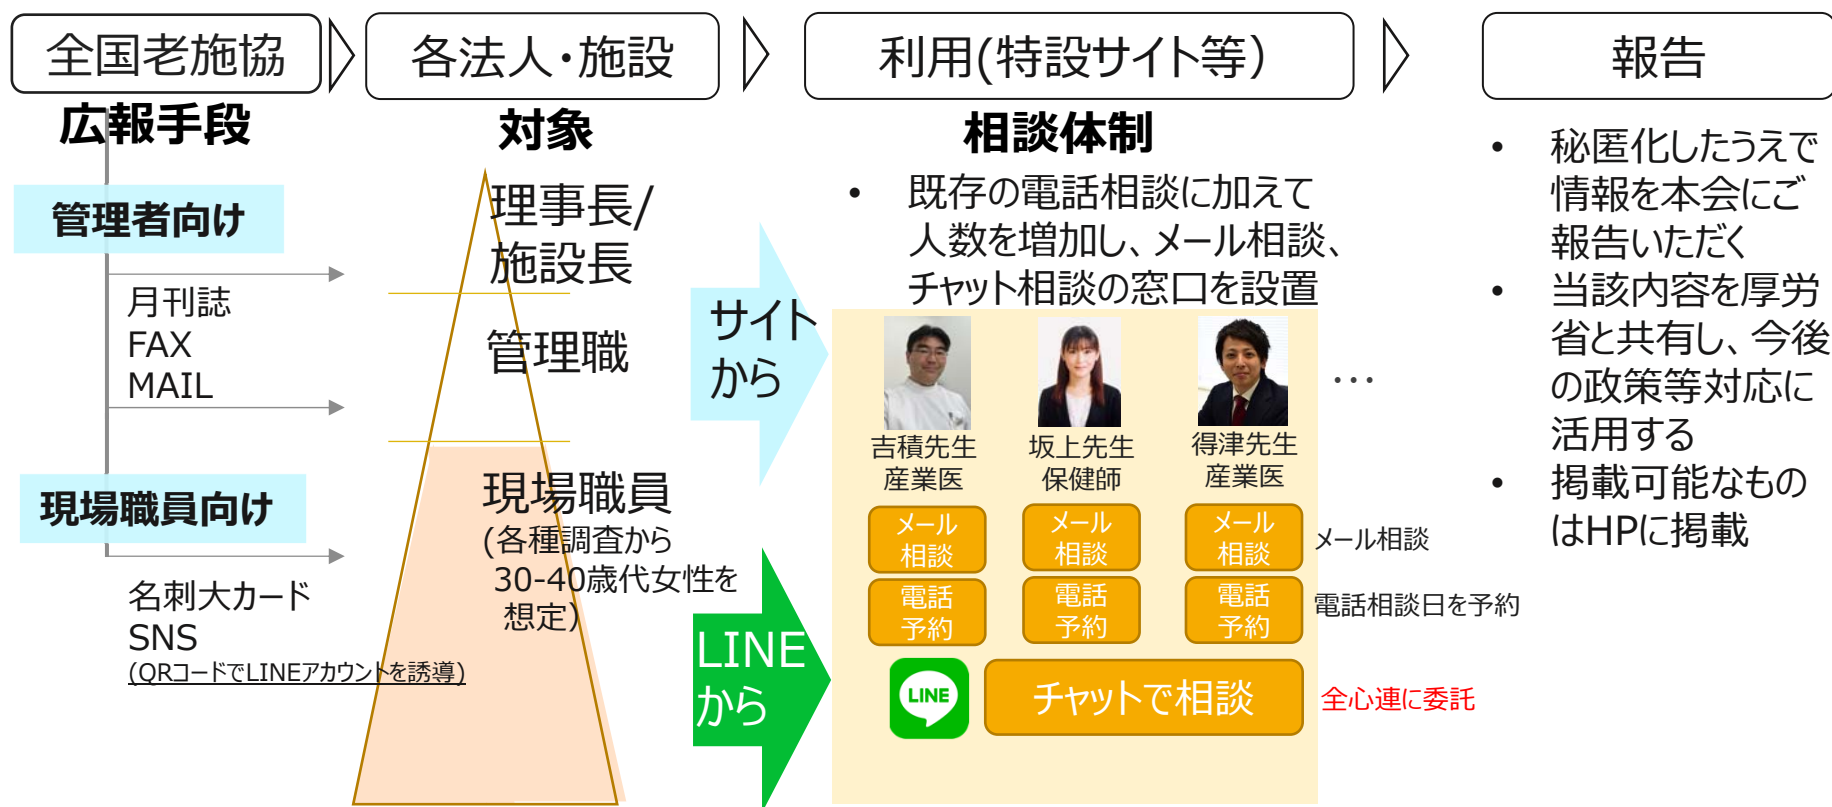 全国老施協
各法人・施設
利用(特設サイト等)
報告
広報手段
管理者向け
月刊誌
FAX
MAIL
現場職員向け
名刺大カード
SNS
(QRコードでLINEアカウントを誘導)
対象
理事長/
施設長
管理職
現場職員
(各種調査から
30-40歳代女性を
想定)
サイト
から
LINE
から
相談体制
• 既存の電話相談に加えて
人数を増加し、メール相談、
チャット相談の窓口を設置
吉積先生
産業医
坂上先生
保健師
得津先生
産業医
…
メール
相談
メール
相談
メール
相談
メール相談
電話
予約
電話
予約
電話
予約
電話相談日を予約
LINE
チャットで相談
全心連に委託
• 秘匿化したうえで
情報を本会にご
報告いただく
• 当該内容を厚労
省と共有し、今後
の政策等対応に
活用する
• 掲載可能なもの
はHPに掲載